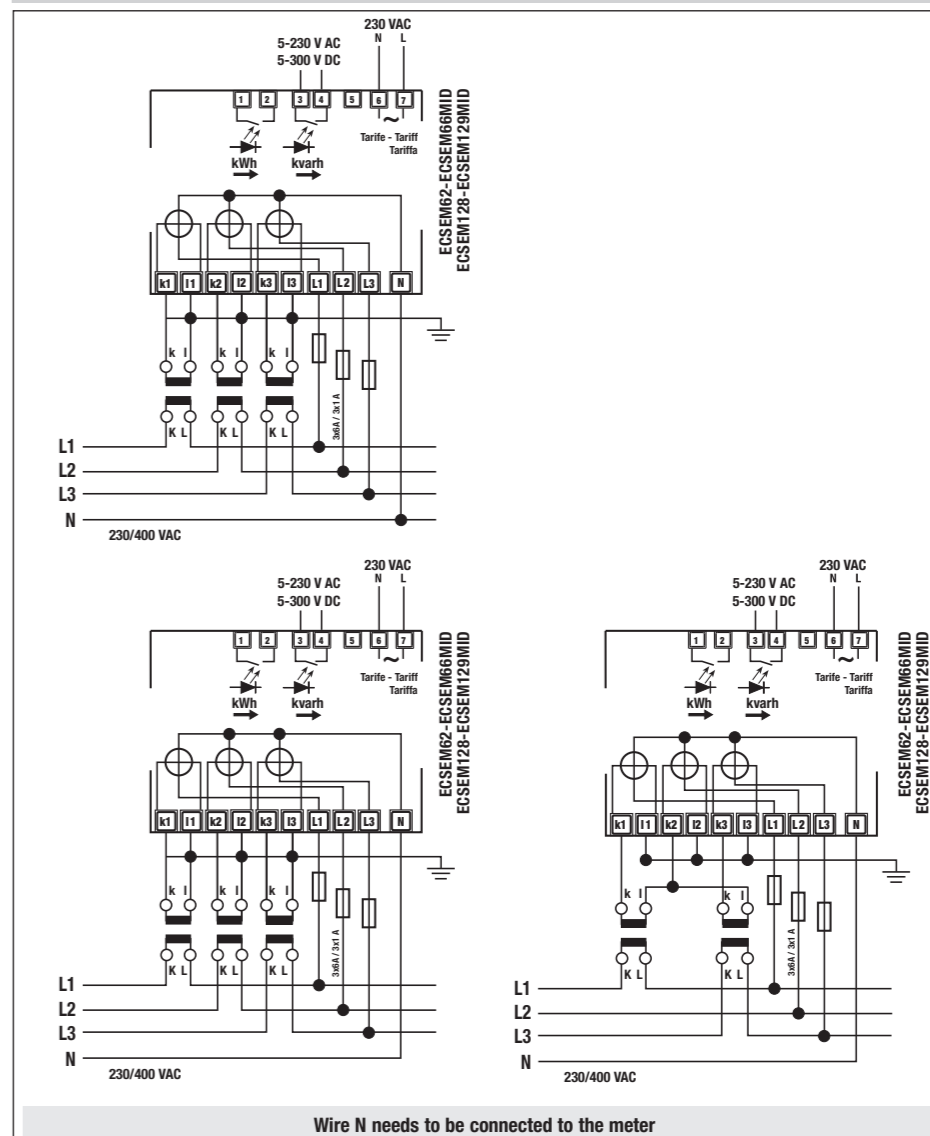 230 VAC
5-230 V AC N L
5-300 V DC
1 2 3 4 5 6 7
~
Tarife - Tariff
Tariffa
kWh kvarh
ECSEM62-ECSEM66MID
ECSEM128-ECSEM129MID
k1 l1 k2 l2 k3 l3 L1 L2 L3 N
k l k l k l
3x6A / 3x1 A
K L K L K L
L1
L2
L3
N
230/400 VAC
230 VAC
5-230 V AC N L
5-300 V DC
1 2 3 4 5 6 7
~
Tarife - Tariff
Tariffa
kWh kvarh
ECSEM62-ECSEM66MID
ECSEM128-ECSEM129MID
k1 l1 k2 l2 k3 l3 L1 L2 L3 N
k l k l k l
3x6A / 3x1 A
K L K L K L
L1
L2
L3
N
230/400 VAC
230 VAC
5-230 V AC N L
5-300 V DC
1 2 3 4 5 6 7
~
Tarife - Tariff
Tariffa
kWh kvarh
ECSEM62-ECSEM66MID
ECSEM128-ECSEM129MID
k1 l1 k2 l2 k3 l3 L1 L2 L3 N
k l k l
3x6A / 3x1 A
K L K L
L1
L2
L3
N
230/400 VAC
Wire N needs to be connected to the meter